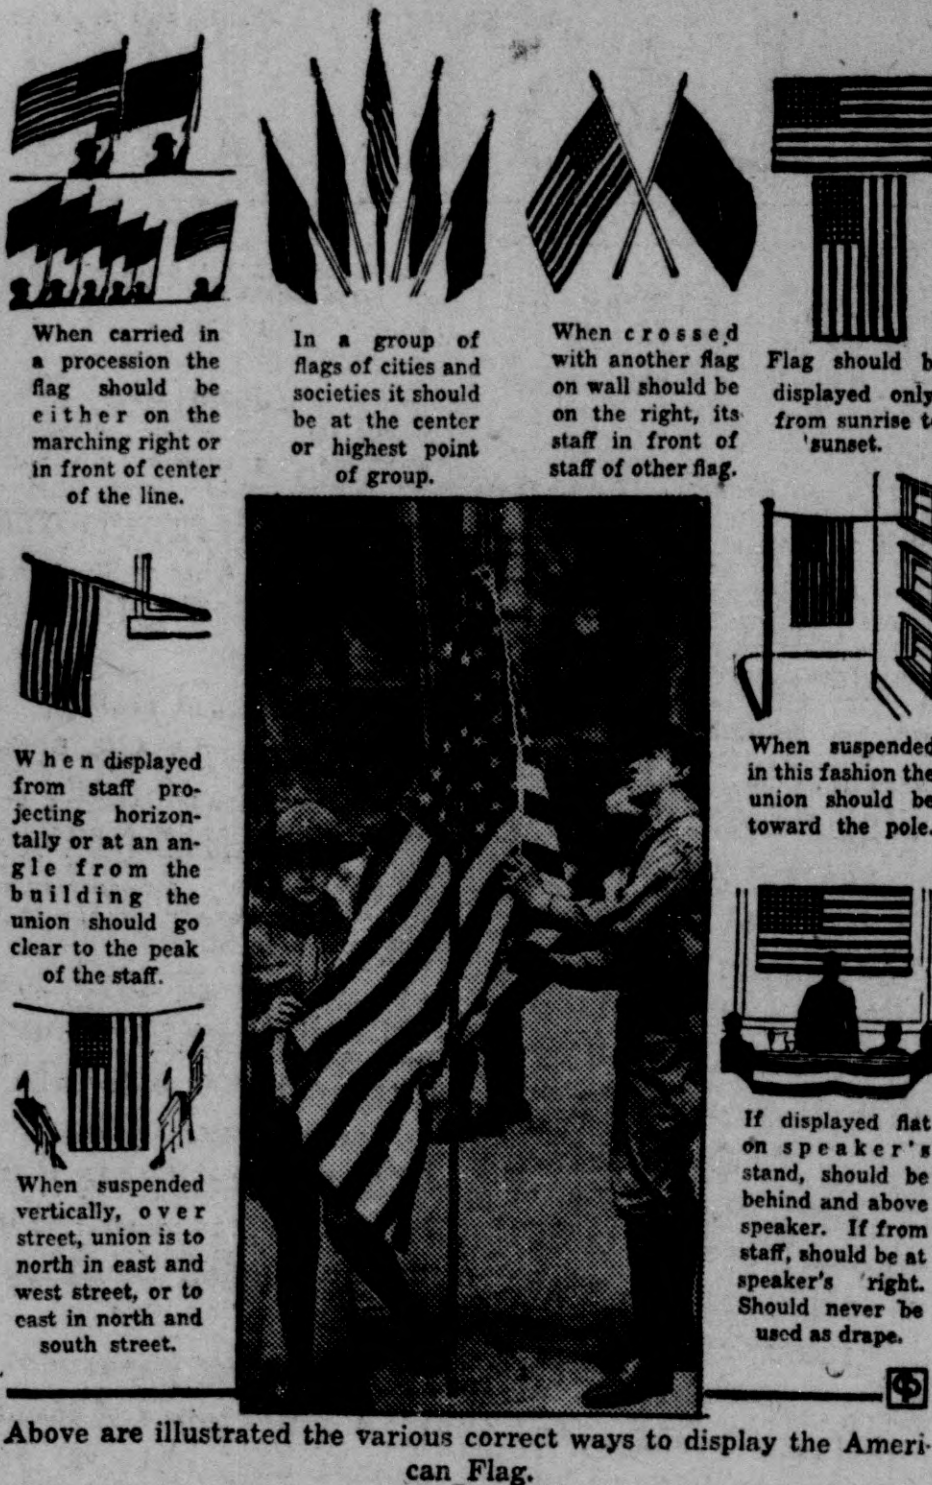 When carried in
a procession the
flag should be
either on the
marching right or
in front of center
of the line.
In a group of
flags of cities and
societies it should
be at the center
or highest point
of group.
When crossed
with another flag
on wall should be
on the right, its
staff in front of
staff of other flag.
Flag should b
displayed only
from sunrise t
'sunset.
When displayed
from staff pro-
jecting horizon-
tally or at an an-
gle from the
building the
union should go
clear to the peak
of the staff.
When suspended
in this fashion the
union should be
toward the pole.
When suspended
vertically, over
street, union is to
north in east and
west street, or to
east in north and
south street.
If displayed flat
on speaker's
stand, should be
behind and above
speaker. If from
staff, should be at
speaker's right.
Should never be
used as drape.
Above are illustrated the various correct ways to display the Ameri-
can Flag.